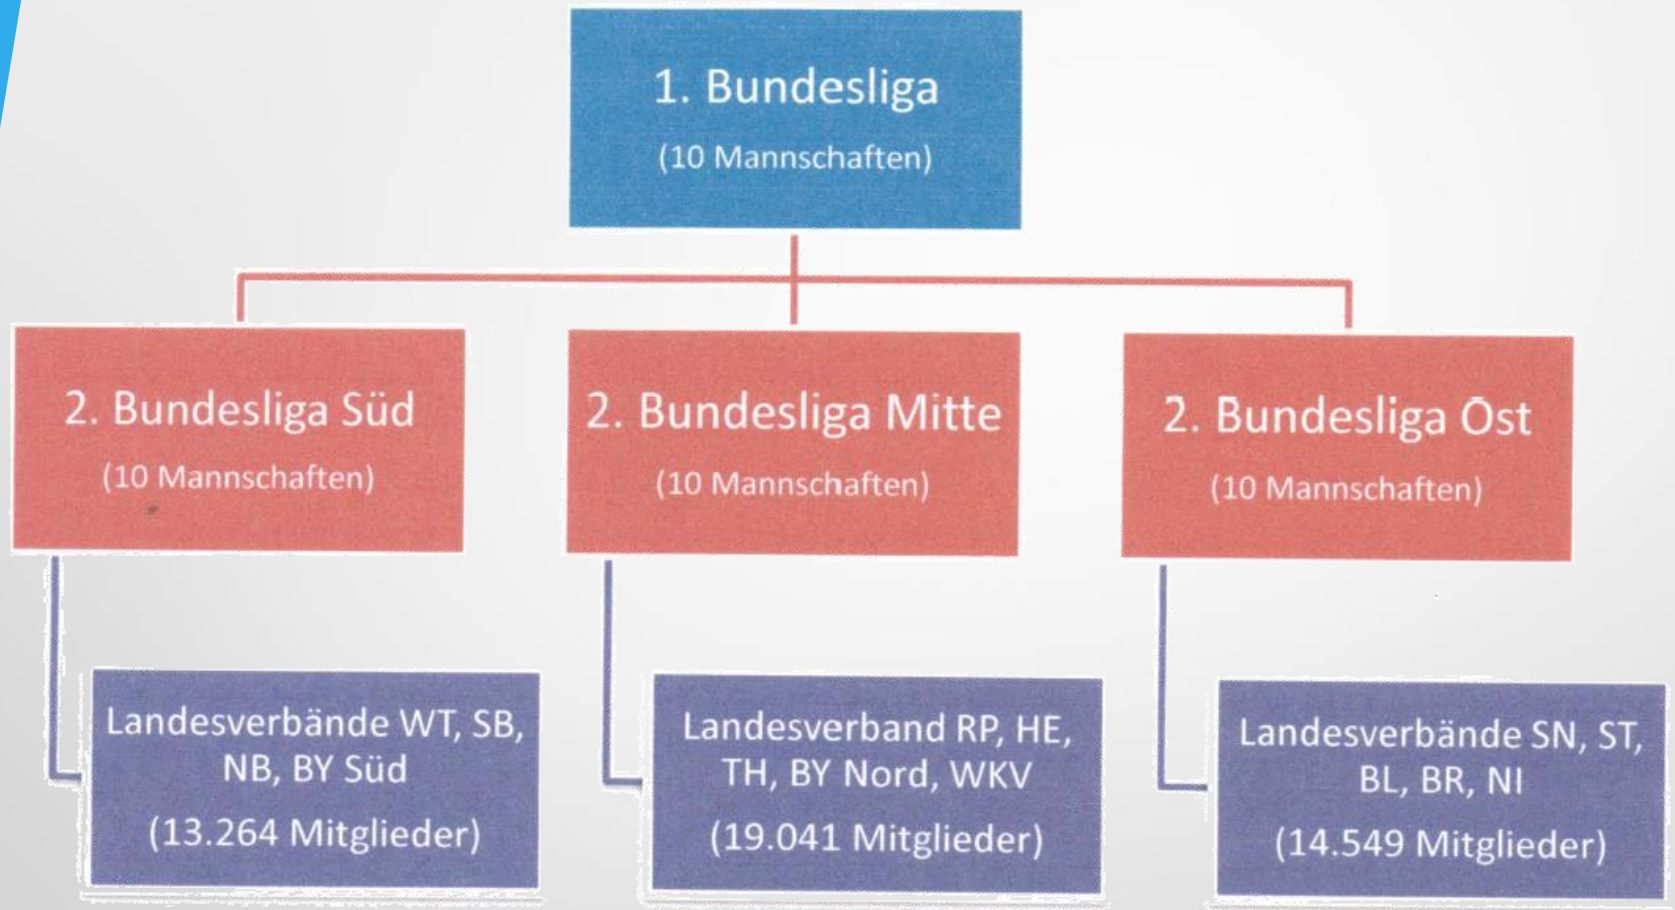 1. Bundesliga
(10 Mannschaften)
2. Bundesliga Süd
(10 Mannschaften)
2. Bundesliga Mitte
(10 Mannschaften)
2. Bundesliga Ost
(10 Mannschaften)
Landesverbände WT, SB,
NB, BY Süd
(13.264 Mitglieder)
Landesverband RP, HE,
TH, BY Nord, WKV
(19.041 Mitglieder)
Landesverbände SN, ST,
BL, BR, NI
(14.549 Mitglieder)